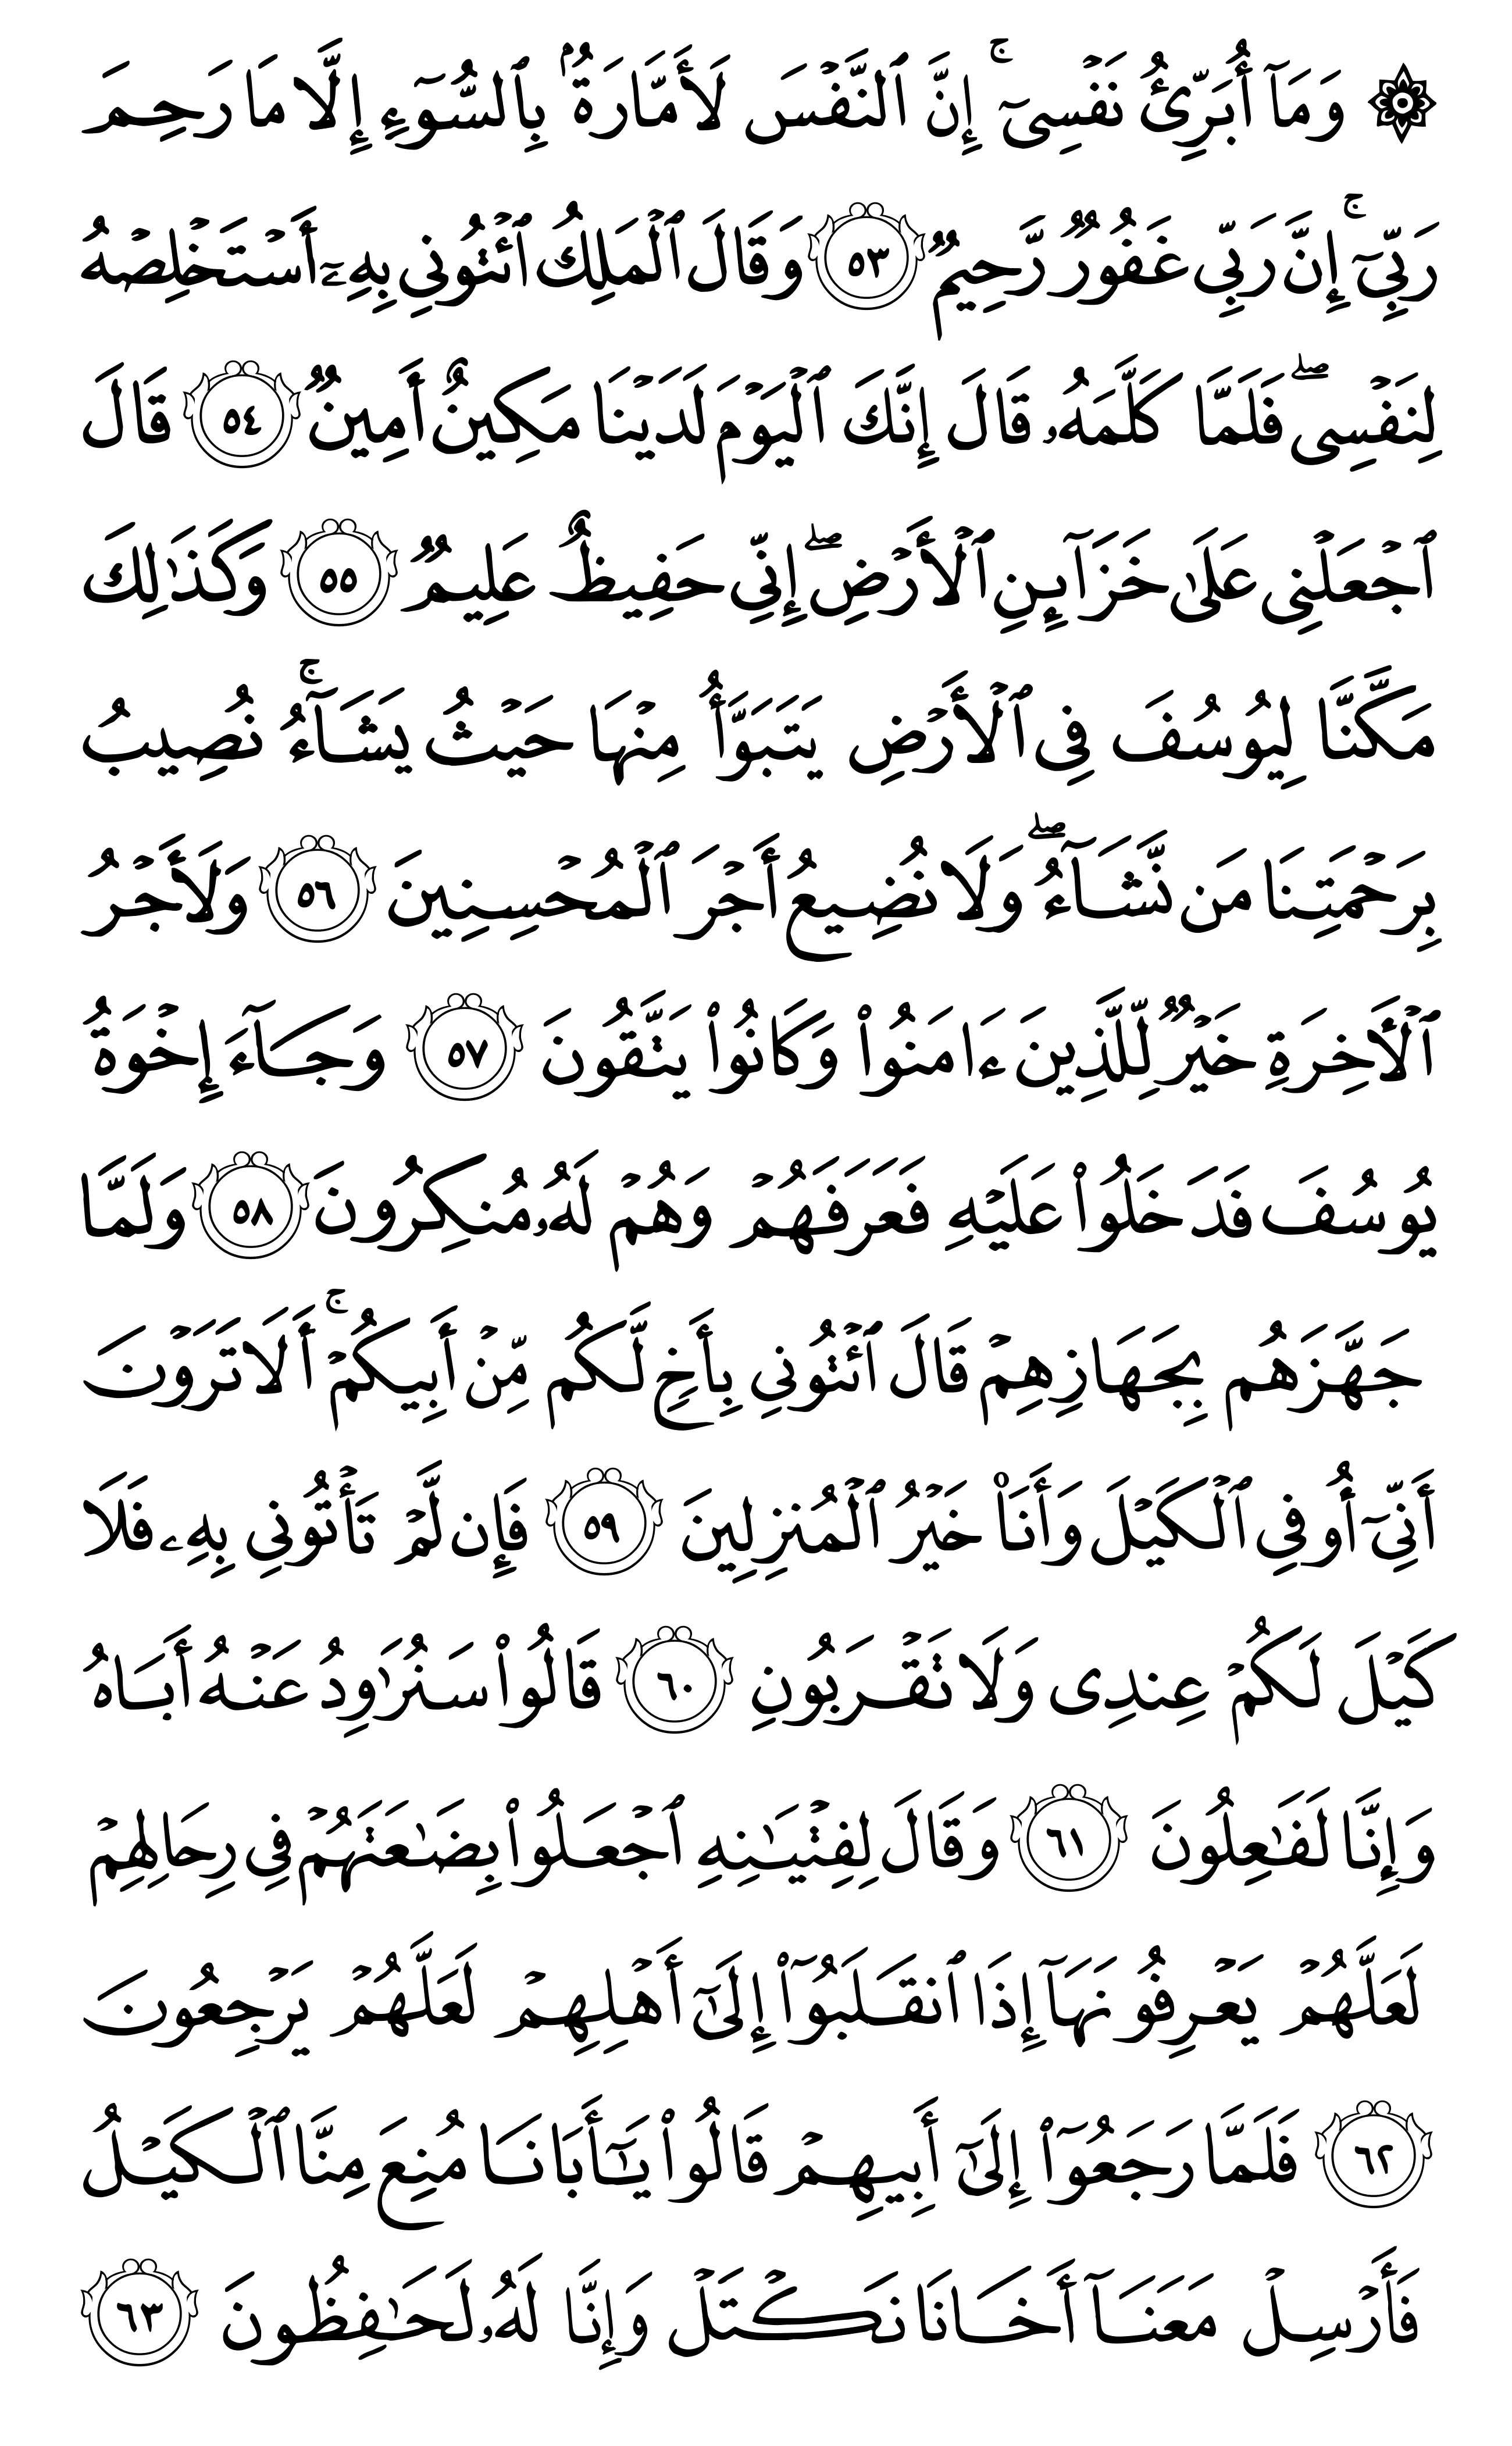 ۞ وَمَآ أُبَرِّئُ نَفۡسِيٓۚ إِنَّ ٱلنَّفۡسَ لَأَمَّارَةُۢ بِٱلسُّوٓءِ إِلَّا مَا رَحِمَ
رَبِّيٓۚ إِنَّ رَبِّي غَفُورٞ رَّحِيمٞ ٥٣ وَقَالَ ٱلۡمَلِكُ ٱئۡتُونِي بِهِۦٓ أَسۡتَخۡلِصۡهُ
لِنَفۡسِيۖ فَلَمَّا كَلَّمَهُۥ قَالَ إِنَّكَ ٱلۡيَوۡمَ لَدَيۡنَا مَكِينٌ أَمِينٞ ٥٤ قَالَ
ٱجۡعَلۡنِي عَلَىٰ خَزَآئِنِ ٱلۡأَرۡضِۖ إِنِّي حَفِيظٌ عَلِيمٞ ٥٥ وَكَذَٰلِكَ
مَكَّنَّا لِيُوسُفَ فِي ٱلۡأَرۡضِ يَتَبَوَّأُ مِنۡهَا حَيۡثُ يَشَآءُۚ نُصِيبُ
بِرَحۡمَتِنَا مَن نَّشَآءُۖ وَلَا نُضِيعُ أَجۡرَ ٱلۡمُحۡسِنِينَ ٥٦ وَلَأَجۡرُ
ٱلۡأٓخِرَةِ خَيۡرٞ لِّلَّذِينَ ءَامَنُواْ وَكَانُواْ يَتَّقُونَ ٥٧ وَجَآءَ إِخۡوَةُ
يُوسُفَ فَدَخَلُواْ عَلَيۡهِ فَعَرَفَهُمۡ وَهُمۡ لَهُۥ مُنكِرُونَ ٥٨ وَلَمَّا
جَهَّزَهُم بِجَهَازِهِمۡ قَالَ ٱئۡتُونِي بِأَخٖ لَّكُم مِّنۡ أَبِيكُمۡۚ أَلَا تَرَوۡنَ
أَنِّيٓ أُوفِي ٱلۡكَيۡلَ وَأَنَا۠ خَيۡرُ ٱلۡمُنزِلِينَ ٥٩ فَإِن لَّمۡ تَأۡتُونِي بِهِۦ فَلَا
كَيۡلَ لَكُمۡ عِندِي وَلَا تَقۡرَبُونِ ٦٠ قَالُواْ سَنُرَٰوِدُ عَنۡهُ أَبَاهُ
وَإِنَّا لَفَٰعِلُونَ ٦١ وَقَالَ لِفِتۡيَٰنِهِ ٱجۡعَلُواْ بِضَٰعَتَهُمۡ فِي رِحَالِهِمۡ
لَعَلَّهُمۡ يَعۡرِفُونَهَآ إِذَا ٱنقَلَبُوٓاْ إِلَىٰٓ أَهۡلِهِمۡ لَعَلَّهُمۡ يَرۡجِعُونَ
٦٢ فَلَمَّا رَجَعُوٓاْ إِلَىٰٓ أَبِيهِمۡ قَالُواْ يَٰٓأَبَانَا مُنِعَ مِنَّا ٱلۡكَيۡلُ
فَأَرۡسِلۡ مَعَنَآ أَخَانَا نَكۡتَلۡ وَإِنَّا لَهُۥ لَحَٰفِظُونَ ٦٣